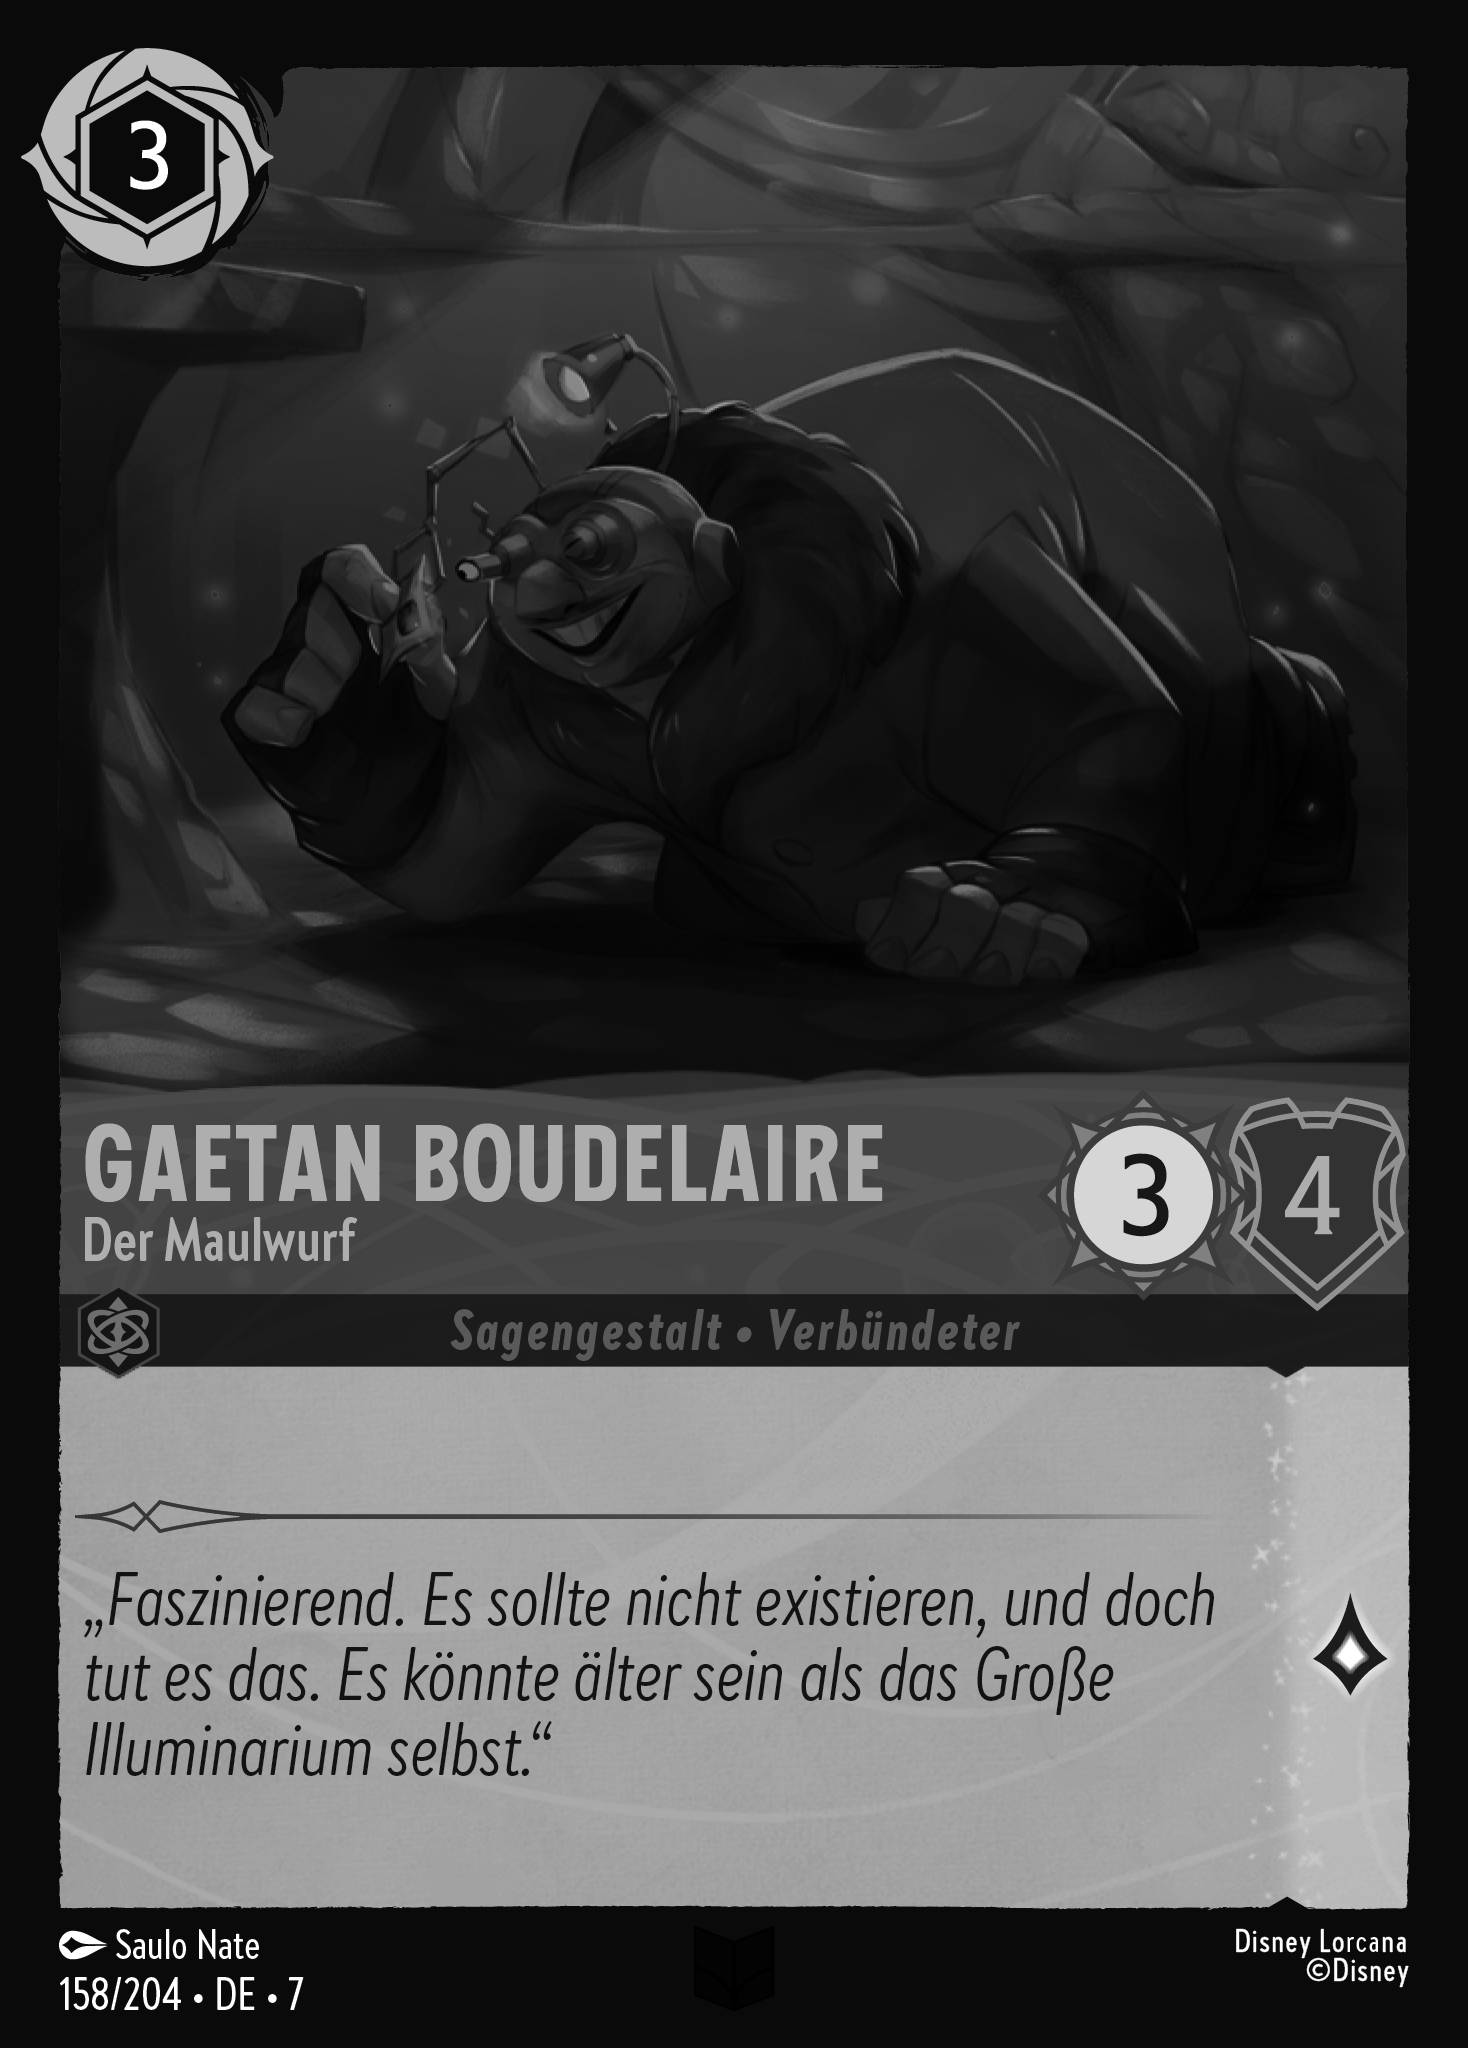 3
GAETAN BOUDELAIRE
Der Maulwurf
3
4
Sagengestalt • Verbündeter
„Faszinierend. Es sollte nicht existieren, und doch
tut es das. Es könnte älter sein als das Große
Illuminarium selbst.“
Saulo Nate
158/204 • DE • 7
Disney Lorcana
©Disney